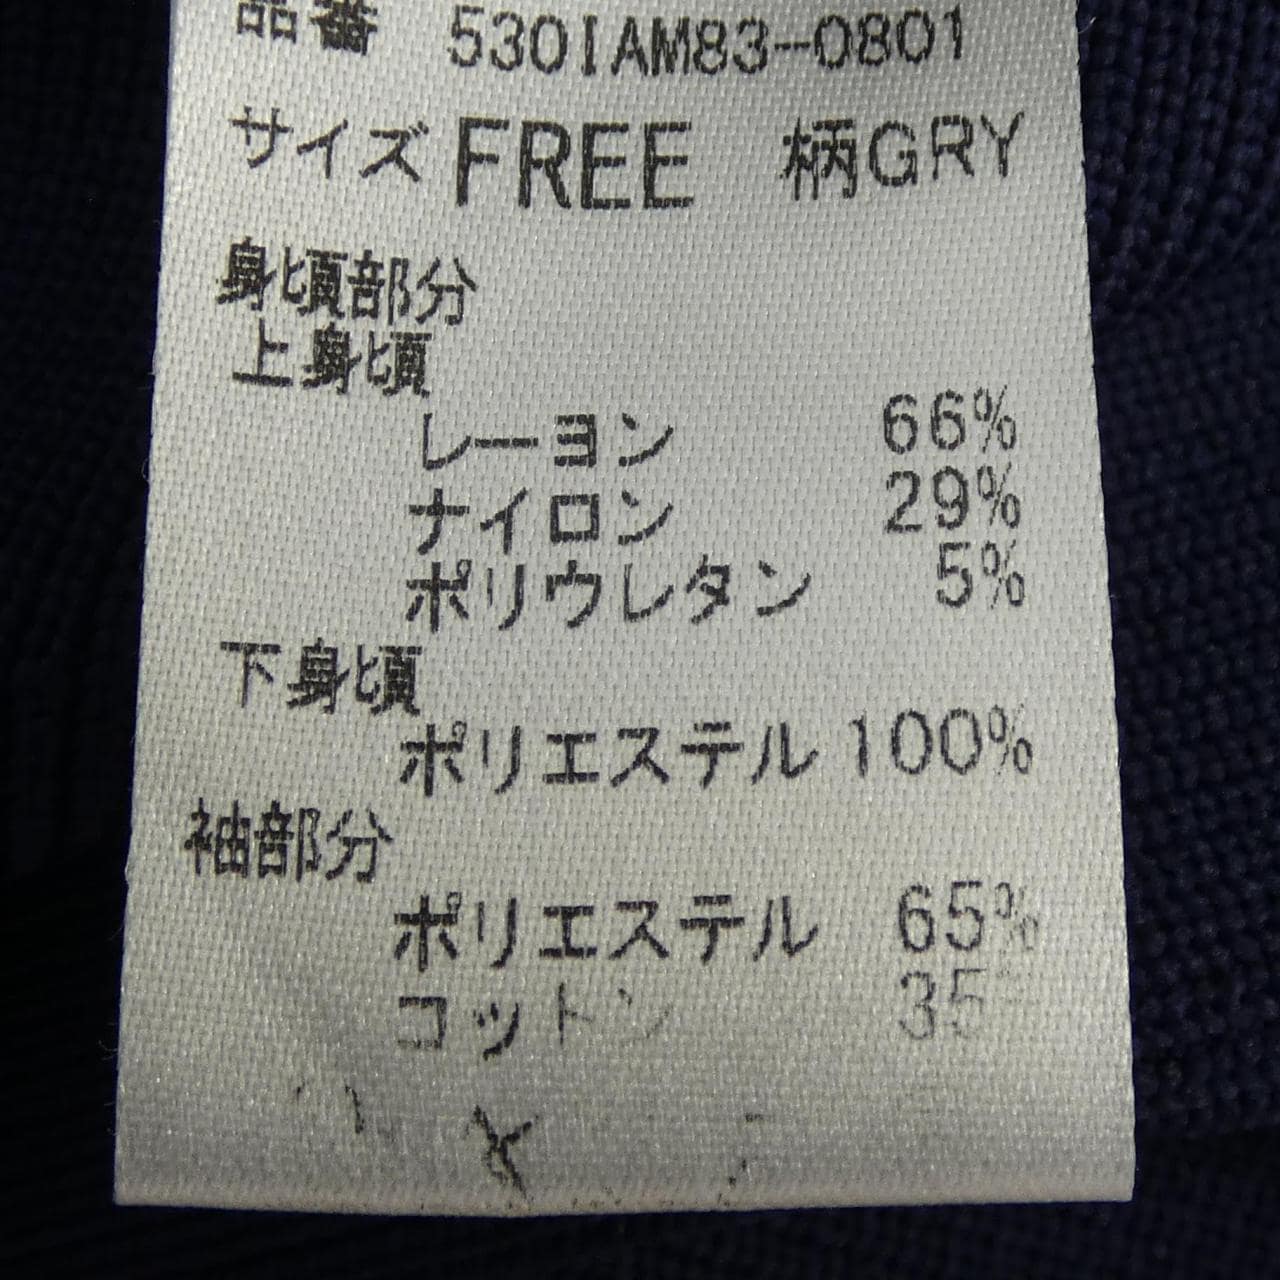 品番 530IAM83-0801
サイズ FREE 柄GRY
身頃部分
上身頃
レーヨン 66%
ナイロン 29%
ポリウレタン 5%
下身頃
ポリエステル 100%
袖部分
ポリエステル 65%
コットン 35%